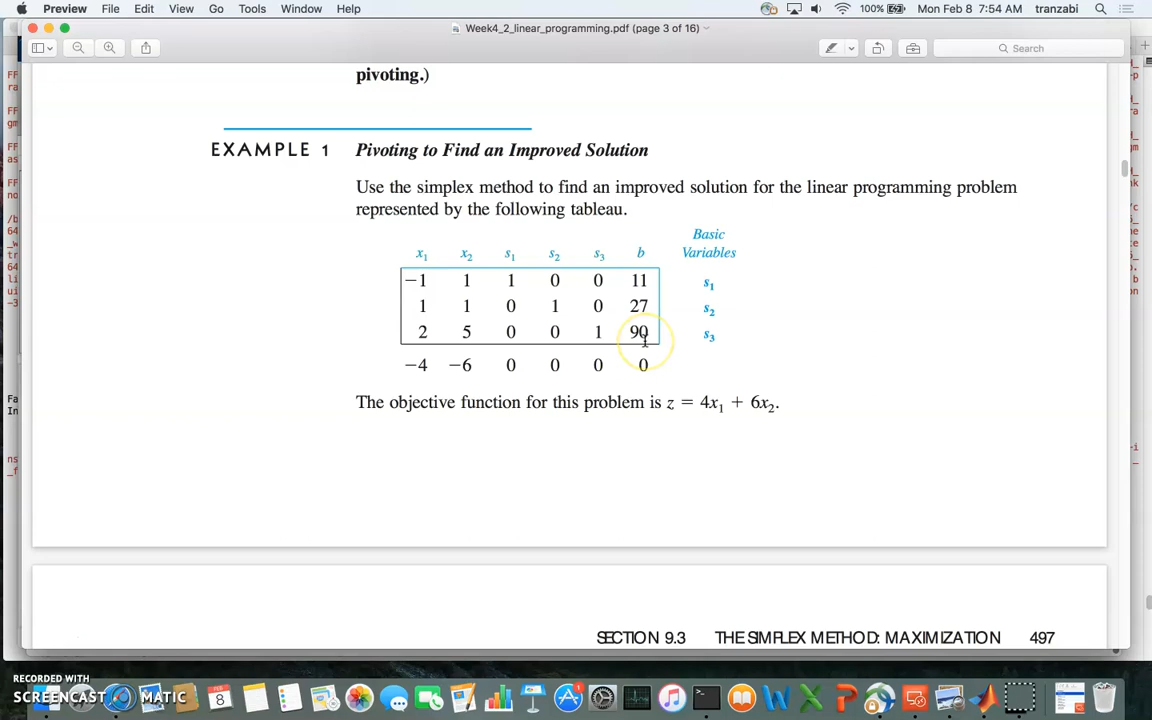 Preview File Edit View Go Tools Window Help 100% Mon Feb 8 7:54 AM tranzabi
Week4_2_linear_programming.pdf (page 3 of 16)
Search
pivoting.)
EXAMPLE 1 Pivoting to Find an Improved Solution
Use the simplex method to find an improved solution for the linear programming problem
represented by the following tableau.
Basic
x₁ x₂ s₁ s₂ s₃ b Variables
−1 1 1 0 0 11 s₁
1 1 0 1 0 27 s₂
2 5 0 0 1 90 s₃
−4 −6 0 0 0 0
The objective function for this problem is z = 4x₁ + 6x₂.
SECTION 9.3 THE SIMPLEX METHOD: MAXIMIZATION 497
RECORDED WITH
SCREENCAST MATIC